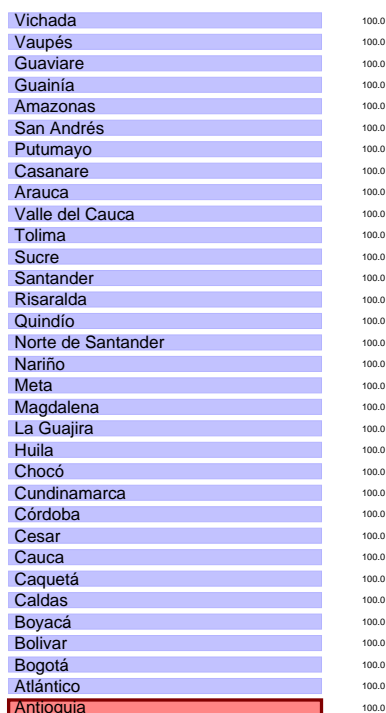 Vichada 100.0
Vaupés 100.0
Guaviare 100.0
Guainía 100.0
Amazonas 100.0
San Andrés 100.0
Putumayo 100.0
Casanare 100.0
Arauca 100.0
Valle del Cauca 100.0
Tolima 100.0
Sucre 100.0
Santander 100.0
Risaralda 100.0
Quindío 100.0
Norte de Santander 100.0
Nariño 100.0
Meta 100.0
Magdalena 100.0
La Guajira 100.0
Huila 100.0
Chocó 100.0
Cundinamarca 100.0
Córdoba 100.0
Cesar 100.0
Cauca 100.0
Caquetá 100.0
Caldas 100.0
Boyacá 100.0
Bolivar 100.0
Bogotá 100.0
Atlántico 100.0
Antioquia 100.0